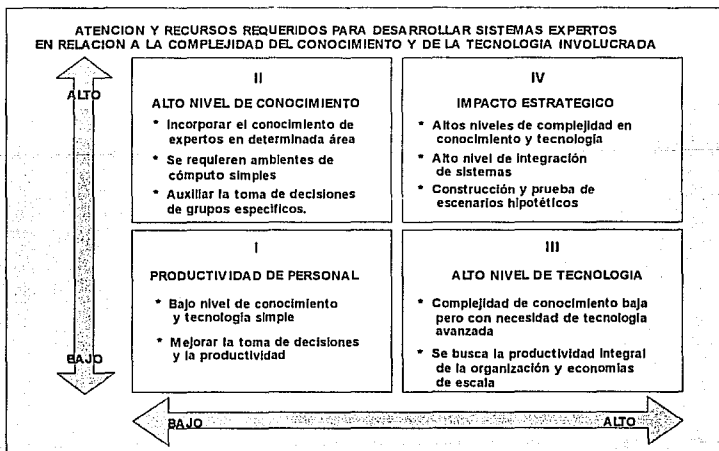 ATENCION Y RECURSOS REQUERIDOS PARA DESARROLLAR SISTEMAS EXPERTOS
EN RELACION A LA COMPLEJIDAD DEL CONOCIMIENTO Y DE LA TECNOLOGIA INVOLUCRADA
ALTO
II
ALTO NIVEL DE CONOCIMIENTO
* Incorporar el conocimiento de
expertos en determinada área
* Se requieren ambientes de
cómputo simples
* Auxiliar la toma de decisiones
de grupos especificos.
IV
IMPACTO ESTRATEGICO
* Altos niveles de complejidad en
conocimiento y tecnología
* Alto nivel de integración
de sistemas
* Construcción y prueba de
escenarios hipotéticos
I
PRODUCTIVIDAD DE PERSONAL
* Bajo nivel de conocimiento
y tecnologia simple
* Mejorar la toma de decisiones
y la productividad
III
ALTO NIVEL DE TECNOLOGIA
* Complejidad de conocimiento baja
pero con necesidad de tecnología
avanzada
* Se busca la productividad integral
de la organización y economías
de escala
BAJO
BAJO
ALTO